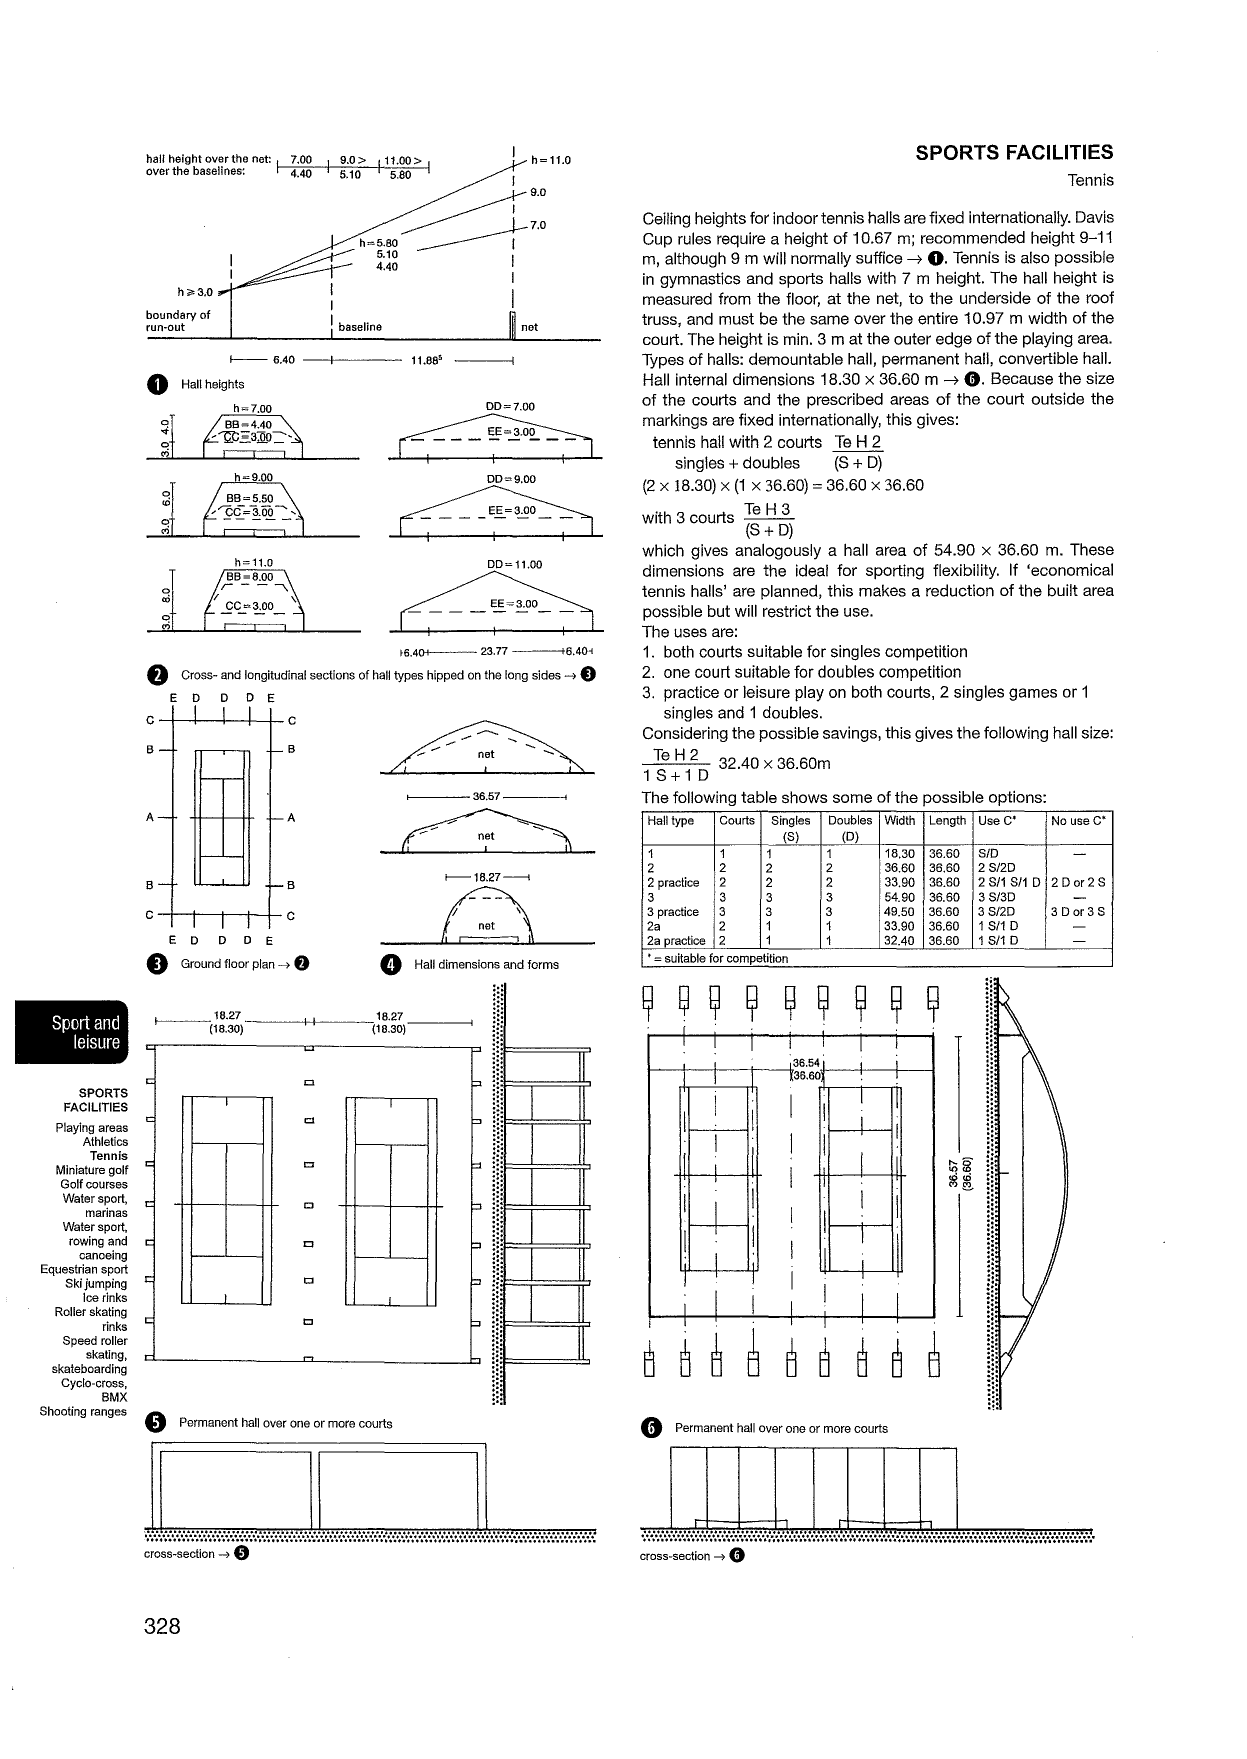 SPORTS FACILITIES
Tennis
hall height over the net: 7.00 9.0> 11.00>
over the baselines: 4.40 5.10 5.80
h=11.0
9.0
7.0
h=5.80
5.10
4.40
h⩾3.0
boundary of
run-out
baseline
net
6.40
11.88⁵
1 Hall heights
h=7.00
BB=4.40
CC=3.00
4.0
3.0
DD=7.00
EE=3.00
h=9.00
BB=5.50
CC=3.00
6.0
3.0
DD=9.00
EE=3.00
h=11.0
BB=8.00
CC=3.00
8.0
3.0
DD=11.00
EE=3.00
6.40 23.77 6.40
2 Cross- and longitudinal sections of hall types hipped on the long sides → 3
E D D D E
C C
B B
A A
B B
C C
E D D D E
3 Ground floor plan → 2
net
36.57
net
18.27
net
4 Hall dimensions and forms
Ceiling heights for indoor tennis halls are fixed internationally. Davis
Cup rules require a height of 10.67 m; recommended height 9–11
m, although 9 m will normally suffice → 1. Tennis is also possible
in gymnastics and sports halls with 7 m height. The hall height is
measured from the floor, at the net, to the underside of the roof
truss, and must be the same over the entire 10.97 m width of the
court. The height is min. 3 m at the outer edge of the playing area.
Types of halls: demountable hall, permanent hall, convertible hall.
Hall internal dimensions 18.30 × 36.60 m → 6. Because the size
of the courts and the prescribed areas of the court outside the
markings are fixed internationally, this gives:
tennis hall with 2 courts Te H 2
singles + doubles (S + D)
(2 × 18.30) × (1 × 36.60) = 36.60 × 36.60
with 3 courts Te H 3
(S + D)
which gives analogously a hall area of 54.90 × 36.60 m. These
dimensions are the ideal for sporting flexibility. If ‘economical
tennis halls’ are planned, this makes a reduction of the built area
possible but will restrict the use.
The uses are:
1. both courts suitable for singles competition
2. one court suitable for doubles competition
3. practice or leisure play on both courts, 2 singles games or 1
singles and 1 doubles.
Considering the possible savings, this gives the following hall size:
Te H 2
1 S + 1 D 32.40 × 36.60m
The following table shows some of the possible options:
Hall type Courts Singles (S) Doubles (D) Width Length Use C* No use C*
1 1 1 1 18,30 36.60 S/D —
2 2 2 2 36.60 36,60 2 S/2D
2 practice 2 2 2 33,90 36,60 2 S/1 S/1 D 2 D or 2 S
3 3 3 3 54.90 36.60 3 S/3D —
3 practice 3 3 3 49.50 36.60 3 S/2D 3 D or 3 S
2a 2 1 1 33.90 36.60 1 S/1 D —
2a practice 2 1 1 32.40 36.60 1 S/1 D —
* = suitable for competition
Sport and
leisure
SPORTS
FACILITIES
Playing areas
Athletics
Tennis
Miniature golf
Golf courses
Water sport,
marinas
Water sport,
rowing and
canoeing
Equestrian sport
Ski jumping
Ice rinks
Roller skating
rinks
Speed roller
skating,
skateboarding
Cyclo-cross,
BMX
Shooting ranges
18.27 18.27
(18.30) (18.30)
5 Permanent hall over one or more courts
cross-section → 5
36.54
(36.60)
36.57
(36.60)
6 Permanent hall over one or more courts
cross-section → 6
328